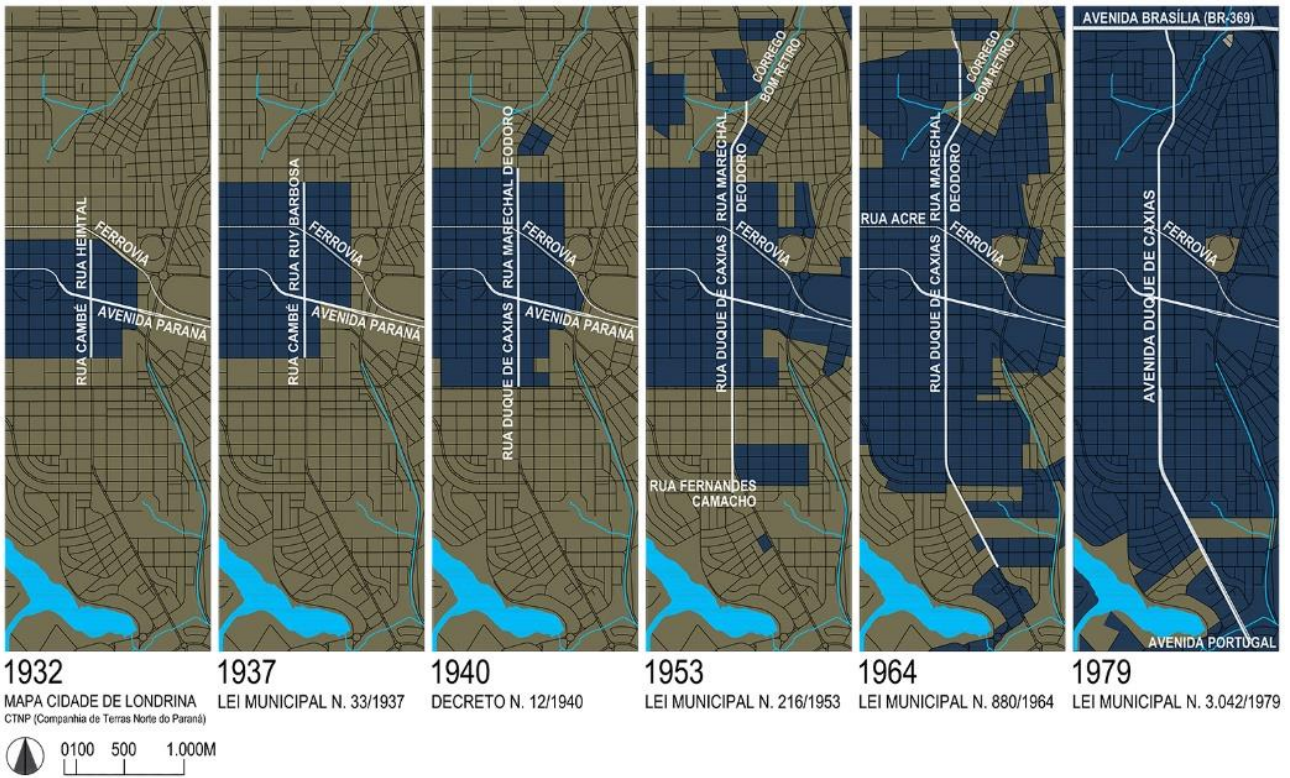 RUA HEIMTAL
FERROVIA
AVENIDA PARANÁ
RUA CAMBÉ
1932
MAPA CIDADE DE LONDRINA
CTNP (Companhia de Terras Norte do Paraná)
RUA RUY BARBOSA
FERROVIA
AVENIDA PARANÁ
RUA CAMBÉ
1937
LEI MUNICIPAL N. 33/1937
RUA MARECHAL DEODORO
FERROVIA
AVENIDA PARANÁ
RUA DUQUE DE CAXIAS
1940
DECRETO N. 12/1940
CÓRREGO
BOM RETIRO
RUA MARECHAL
DEODORO
FERROVIA
RUA DUQUE DE CAXIAS
RUA FERNANDES
CAMACHO
1953
LEI MUNICIPAL N. 216/1953
CÓRREGO
BOM RETIRO
RUA MARECHAL
DEODORO
RUA ACRE
FERROVIA
RUA DUQUE DE CAXIAS
1964
LEI MUNICIPAL N. 880/1964
AVENIDA BRASÍLIA (BR-369)
AVENIDA DUQUE DE CAXIAS
FERROVIA
AVENIDA PORTUGAL
1979
LEI MUNICIPAL N. 3.042/1979
0100 500 1.000M